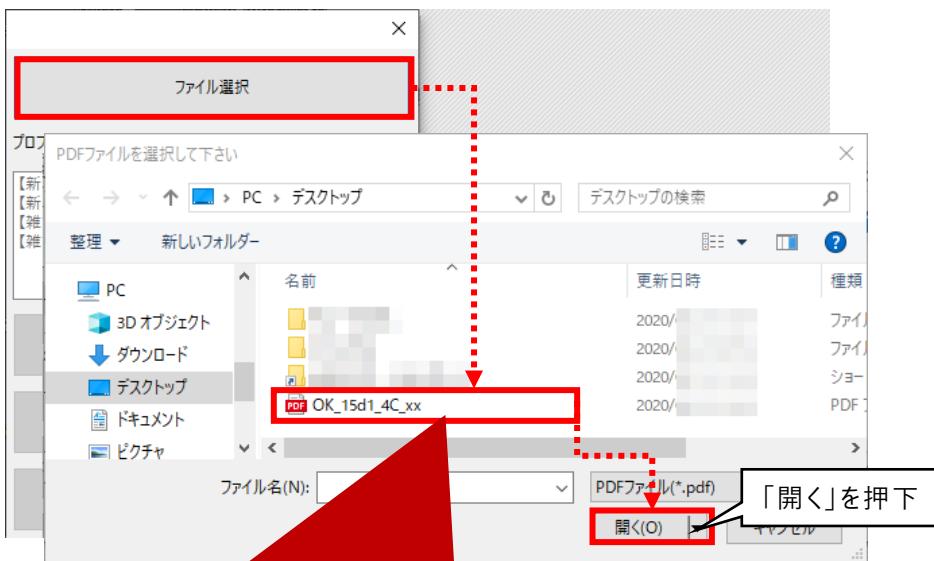 ファイル選択
プロフ
PDFファイルを選択して下さい
【新
【新
【雑
【雑
PC > デスクトップ
デスクトップの検索
整理
新しいフォルダー
名前
更新日時
種類
PC
3D オブジェクト
ダウンロード
デスクトップ
ドキュメント
ピクチャ
2020/
ファイ
2020/
ファイ
2020/
ショー
OK_15d1_4C_xx
2020/
PDF
ファイル名(N):
PDFファイル(*.pdf)
開く(O)
キャンセル
「開く」を押下